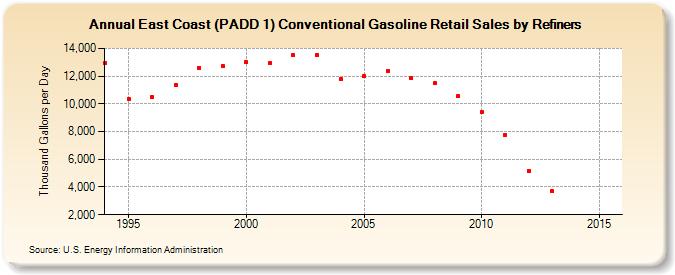 Annual East Coast (PADD 1) Conventional Gasoline Retail Sales by Refiners
Thousand Gallons per Day
14,000
12,000
10,000
8,000
6,000
4,000
2,000
1995 2000 2005 2010 2015
Source: U.S. Energy Information Administration